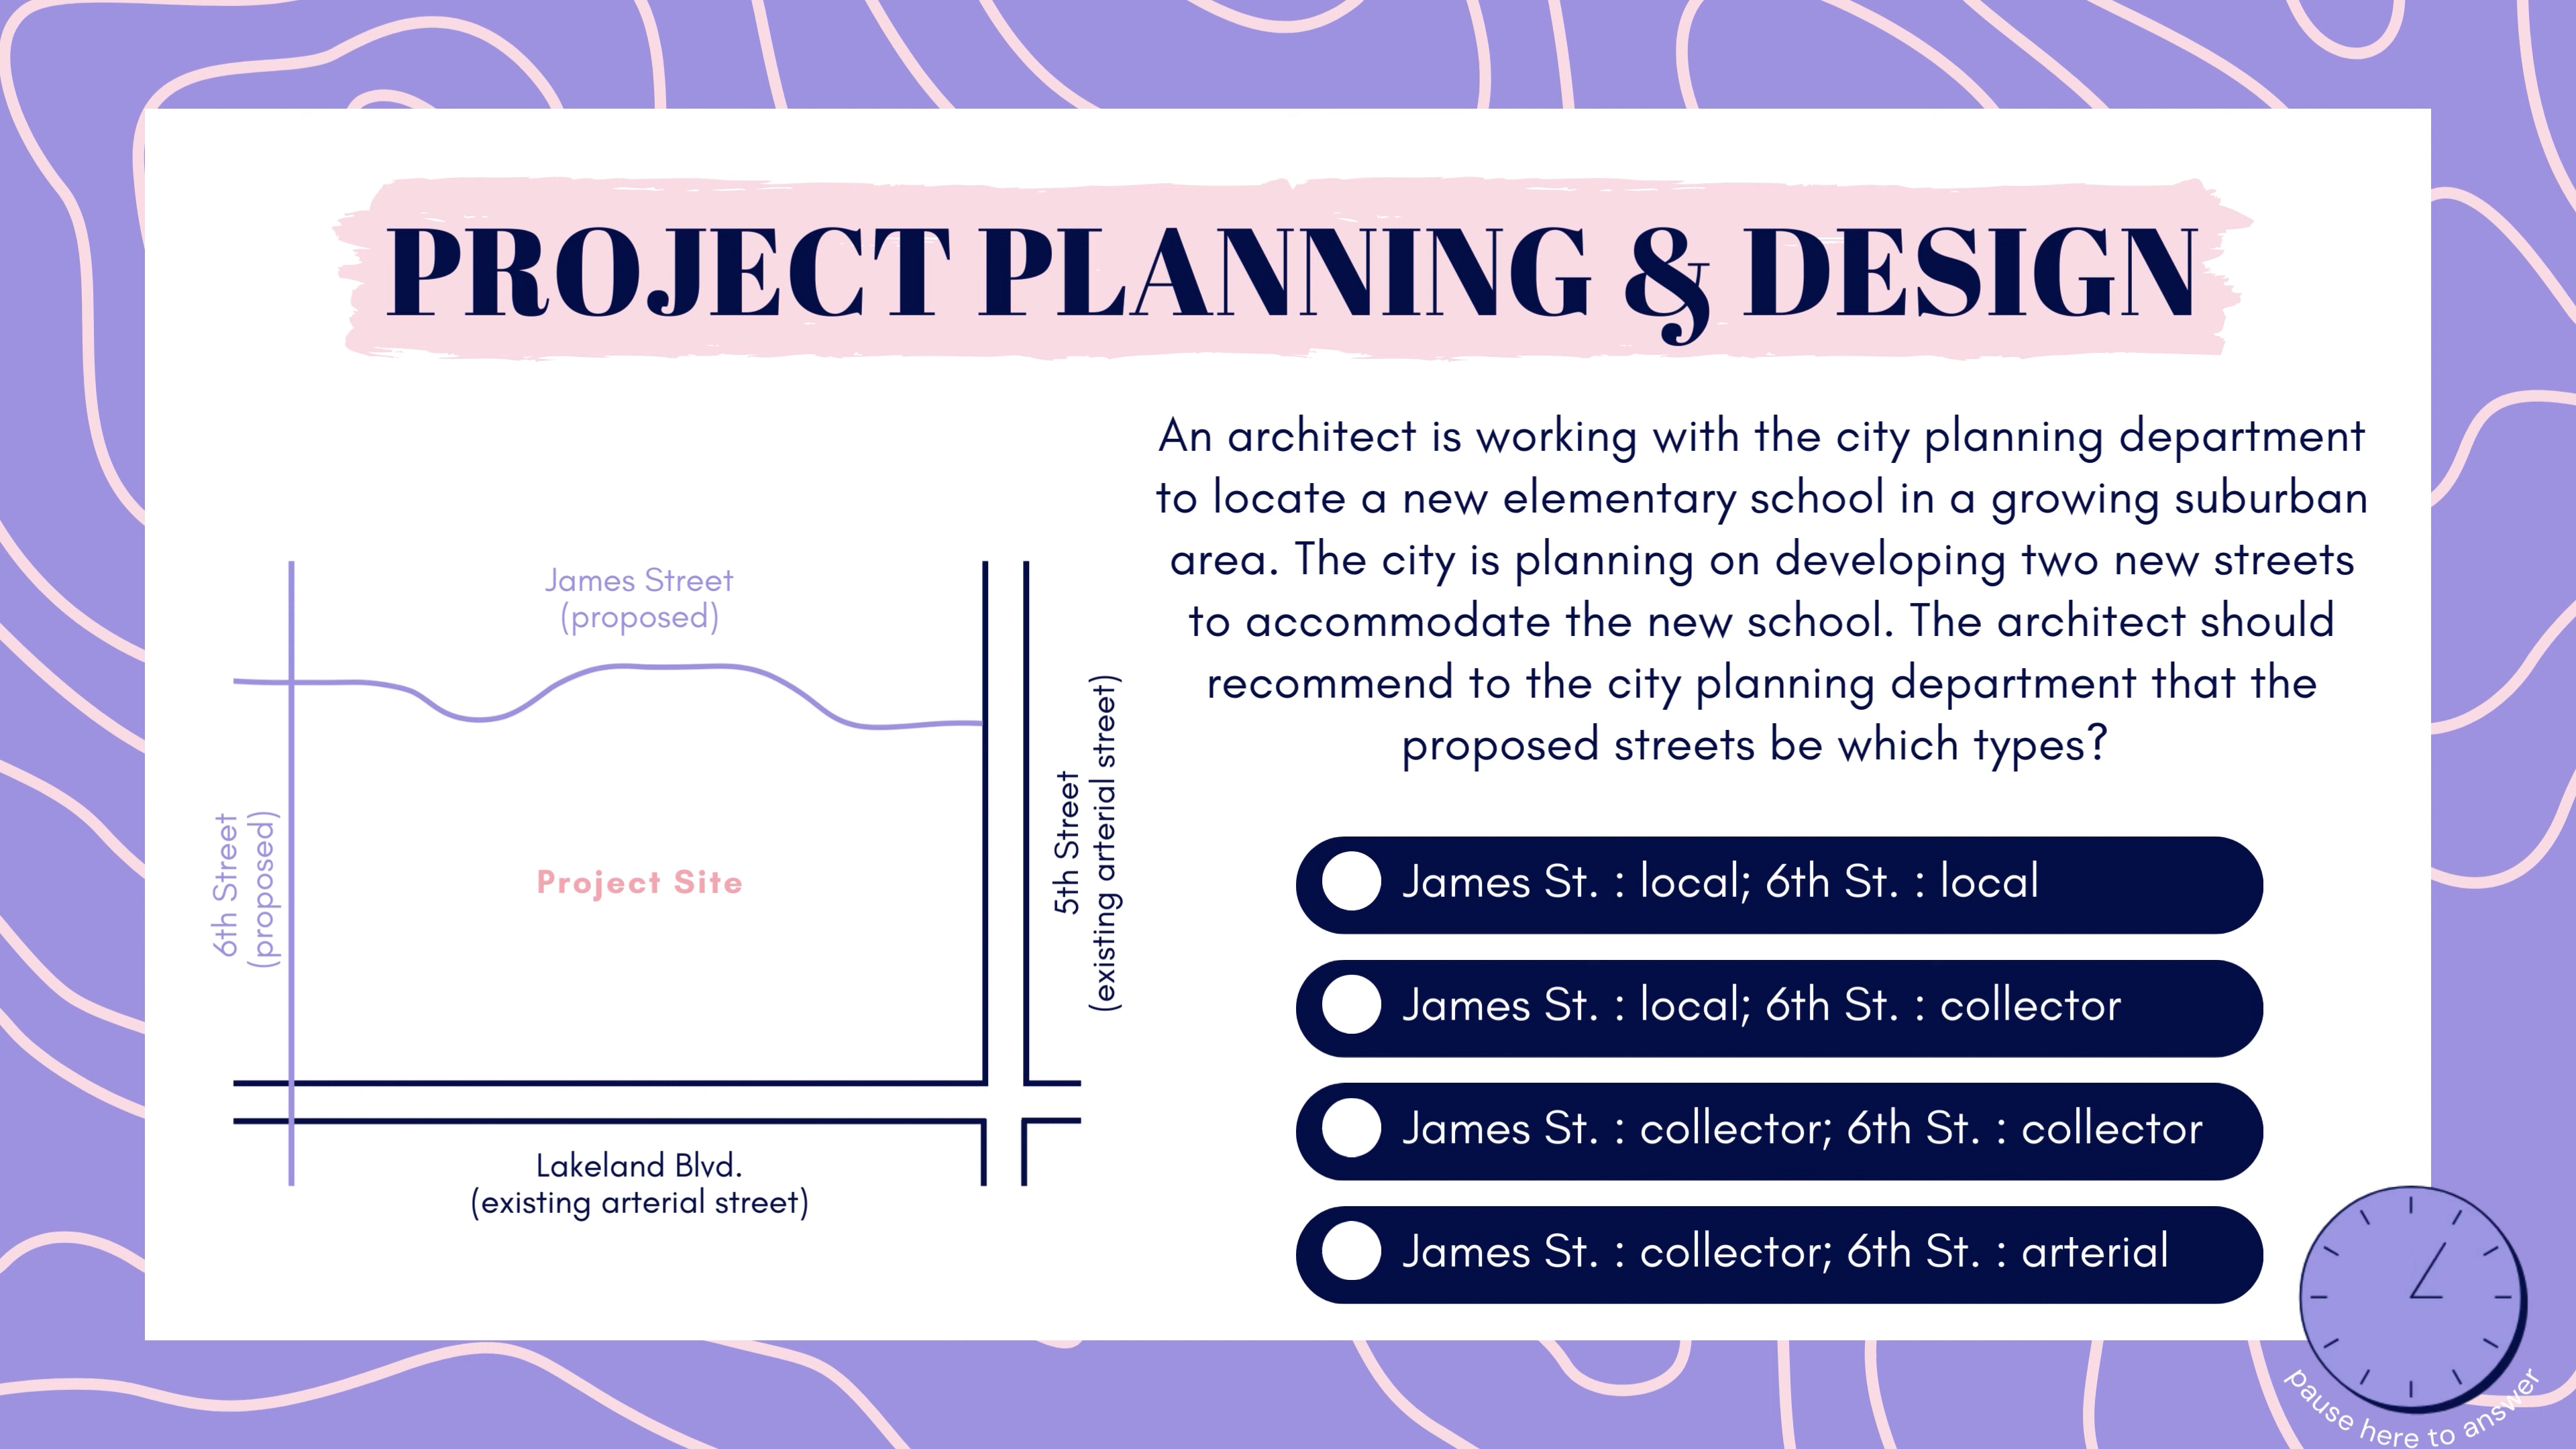 PROJECT PLANNING & DESIGN
An architect is working with the city planning department
to locate a new elementary school in a growing suburban
area. The city is planning on developing two new streets
to accommodate the new school. The architect should
recommend to the city planning department that the
proposed streets be which types?
James Street
(proposed)
6th Street
(proposed)
Project Site
5th Street
(existing arterial street)
Lakeland Blvd.
(existing arterial street)
James St. : local; 6th St. : local
James St. : local; 6th St. : collector
James St. : collector; 6th St. : collector
James St. : collector; 6th St. : arterial
pause here to answer